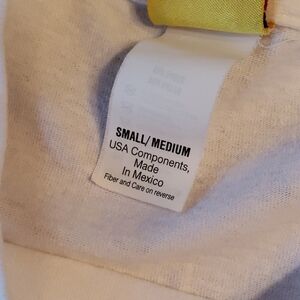 SMALL/MEDIUM
USA Components,
Made
In Mexico
Fiber and Care on reverse